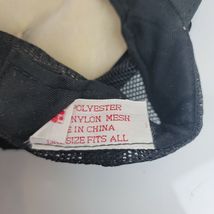 POLYESTER
NYLON MESH
IN CHINA
SIZE FITS ALL